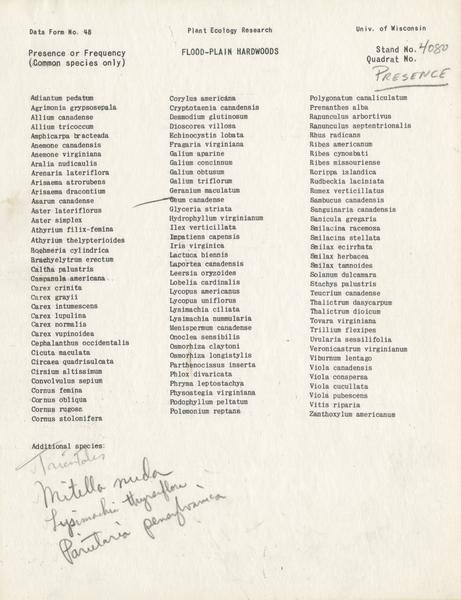 Data Form No. 48
Plant Ecology Research
Univ. of Wisconsin
Presence or Frequency
(Common species only)
FLOOD-PLAIN HARDWOODS
Stand No. 4080
Quadrat No.
PRESENCE
Adiantum pedatum
Agrimonia gryposepala
Allium canadense
Allium tricoccum
Amphicarpa bracteada
Anemone canadensis
Anemone virginiana
Aralia nudicaulis
Arenaria lateriflora
Arisaema atrorubens
Arisaema dracontium
Asarum canadense
Aster lateriflorus
Aster simplex
Athyrium filix-femina
Athyrium thelypterioides
Boehmeria cylindrica
Brachyelytrum erectum
Caltha palustris
Campanula americana
Carex crinita
Carex grayii
Carex intumescens
Carex lupulina
Carex normalis
Carex vupinoidea
Cephalanthus occidentalis
Cicuta maculata
Circaea quadrisulcata
Cirsium altissimum
Convolvulus sepium
Cornus femina
Cornus obliqua
Cornus rugosa
Cornus stolonifera
Corylus americana
Cryptotaenia canadensis
Desmodium glutinosum
Dioscorea villosa
Echinocystis lobata
Fragaria virginiana
Galium aparine
Galium concinnum
Galium obtusum
Galium triflorum
Geranium maculatum
Geum canadense
Glyceria striata
Hydrophyllum virginianum
Ilex verticillata
Impatiens capensis
Iris virginica
Lactuca biennis
Laportea canadensis
Leersia oryzoides
Lobelia cardinalis
Lycopus americanus
Lycopus uniflorus
Lysimachia ciliata
Lysimachia nummularia
Menispermum canadense
Onoclea sensibilis
Osmorhiza claytoni
Osmorhiza longistylis
Parthenocissus inserta
Phlox divaricata
Phryma leptostachya
Physostegia virginiana
Podophyllum peltatum
Polemonium reptans
Polygonatum canaliculatum
Prenanthes alba
Ranunculus arbortivus
Ranunculus septentrionalis
Rhus radicans
Ribes americanum
Ribes cynosbati
Ribes missouriense
Rorippa islandica
Rudbeckia laciniata
Rumex verticillatus
Sambucus canadensis
Sanguinaria canadensis
Sanicula gregaria
Smilacina racemosa
Smilacina stellata
Smilax ecirrhata
Smilax herbacea
Smilax tamnoides
Solanum dulcamara
Stachys palustris
Teucrium canadense
Thalictrum dasycarpum
Thalictrum dioicum
Tovara virginiana
Trillium flexipes
Uvularia sessilifolia
Veronicastrum virginianum
Viburnum lentago
Viola canadensis
Viola conspersa
Viola cucullata
Viola pubescens
Vitis riparia
Zanthoxylum americanum
Additional species:
Trientalis
Mitella nuda
Lysimachia thyrsiflora
Parietaria pensylvanica